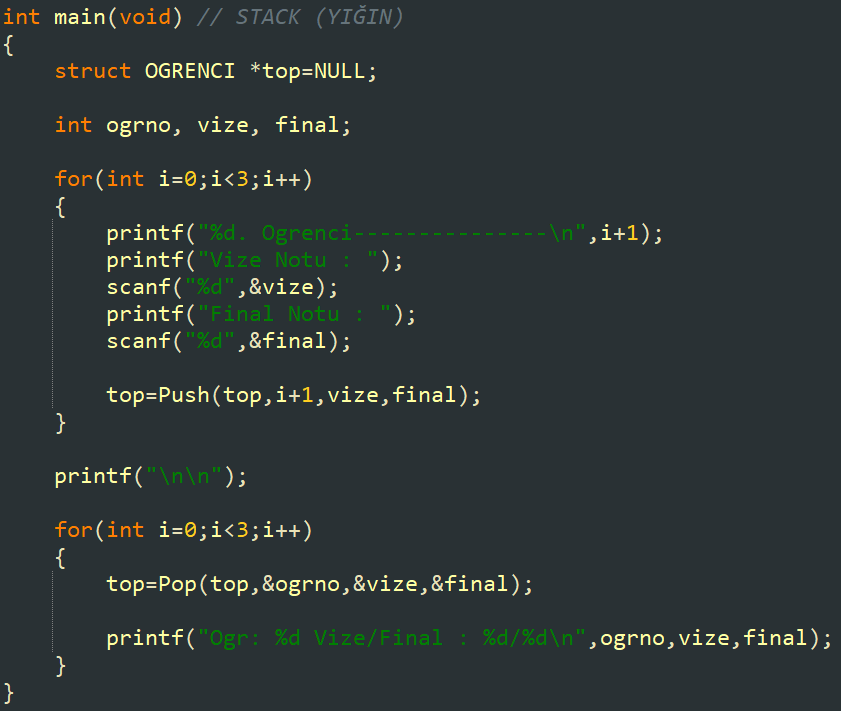 int main(void) // STACK (YIĞIN)
{
    struct OGRENCI *top=NULL;

    int ogrno, vize, final;

    for(int i=0;i<3;i++)
    {
        printf("%d. Ogrenci---------------\n",i+1);
        printf("Vize Notu : ");
        scanf("%d",&vize);
        printf("Final Notu : ");
        scanf("%d",&final);

        top=Push(top,i+1,vize,final);
    }

    printf("\n\n");

    for(int i=0;i<3;i++)
    {
        top=Pop(top,&ogrno,&vize,&final);

        printf("Ogr: %d Vize/Final : %d/%d\n",ogrno,vize,final);
    }
}